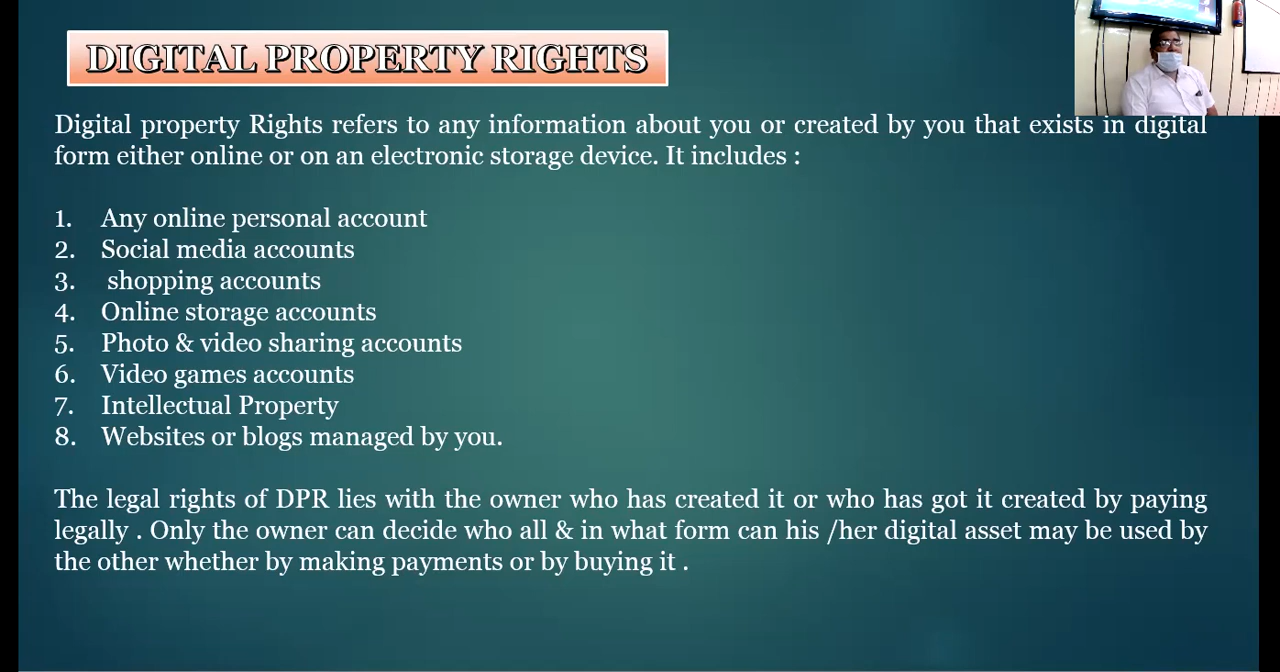 DIGITAL PROPERTY RIGHTS
Digital property Rights refers to any information about you or created by you that exists in digital
form either online or on an electronic storage device. It includes :
1. Any online personal account
2. Social media accounts
3. shopping accounts
4. Online storage accounts
5. Photo & video sharing accounts
6. Video games accounts
7. Intellectual Property
8. Websites or blogs managed by you.
The legal rights of DPR lies with the owner who has created it or who has got it created by paying
legally . Only the owner can decide who all & in what form can his /her digital asset may be used by
the other whether by making payments or by buying it .